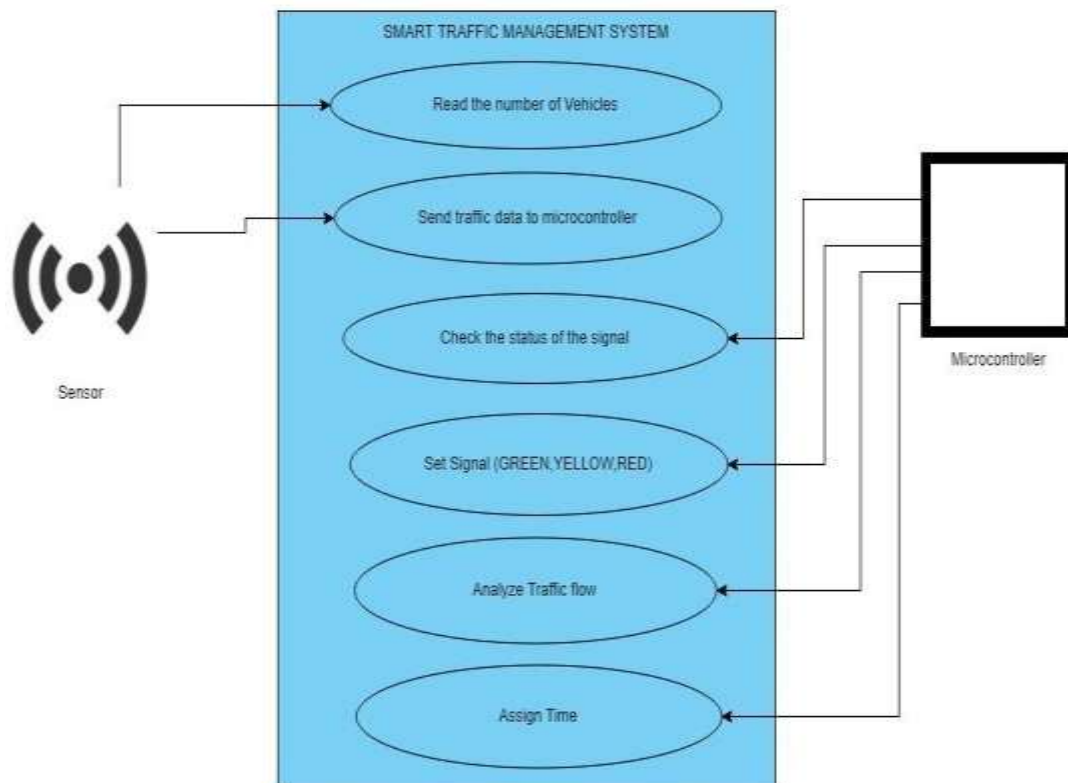 SMART TRAFFIC MANAGEMENT SYSTEM
Read the number of Vehicles
Send traffic data to microcontroller
Check the status of the signal
Microcontroller
Sensor
Set Signal (GREEN,YELLOW,RED)
Analyze Traffic flow
Assign Time